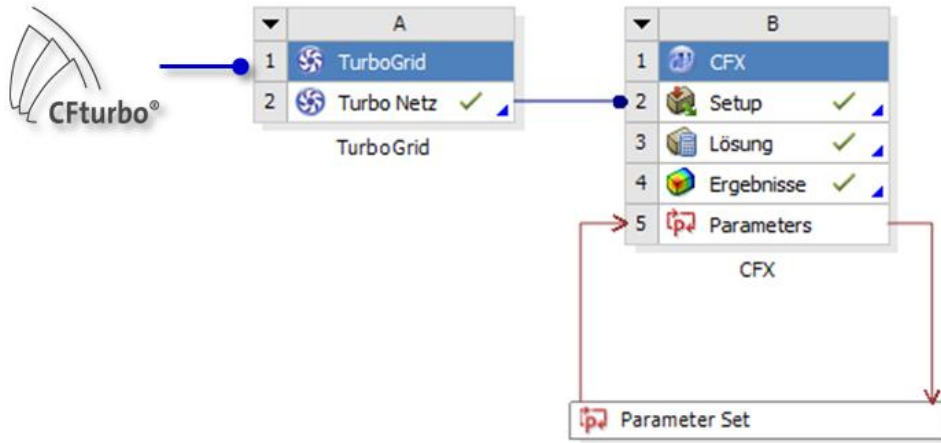 CFturbo®
A
1 TurboGrid
2 Turbo Netz
TurboGrid
B
1 CFX
2 Setup
3 Lösung
4 Ergebnisse
5 Parameters
CFX
Parameter Set